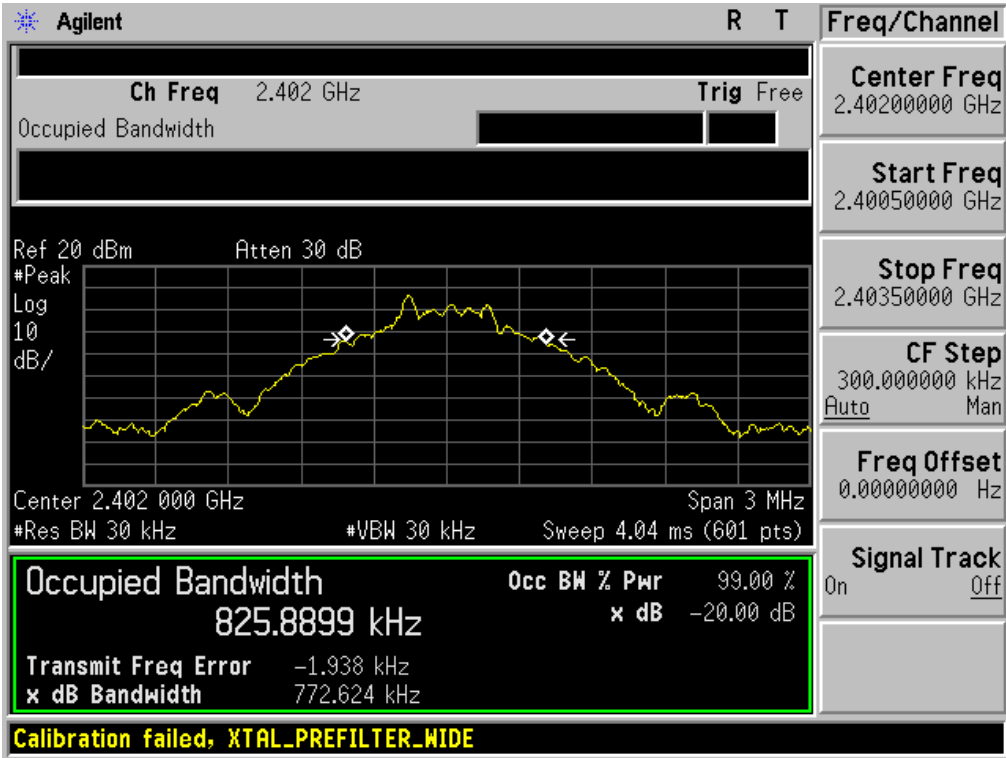 Agilent R T
Freq/Channel
Ch Freq 2.402 GHz Trig Free
Occupied Bandwidth
Center Freq
2.40200000 GHz
Start Freq
2.40050000 GHz
Stop Freq
2.40350000 GHz
CF Step
300.000000 kHz
Auto Man
Freq Offset
0.00000000 Hz
Signal Track
On Off
Ref 20 dBm Atten 30 dB
#Peak
Log
10
dB/
Center 2.402 000 GHz Span 3 MHz
#Res BW 30 kHz #VBW 30 kHz Sweep 4.04 ms (601 pts)
Occupied Bandwidth
825.8899 kHz
Occ BW % Pwr 99.00 %
x dB -20.00 dB
Transmit Freq Error -1.938 kHz
x dB Bandwidth 772.624 kHz
Calibration failed, XTAL_PREFILTER_WIDE